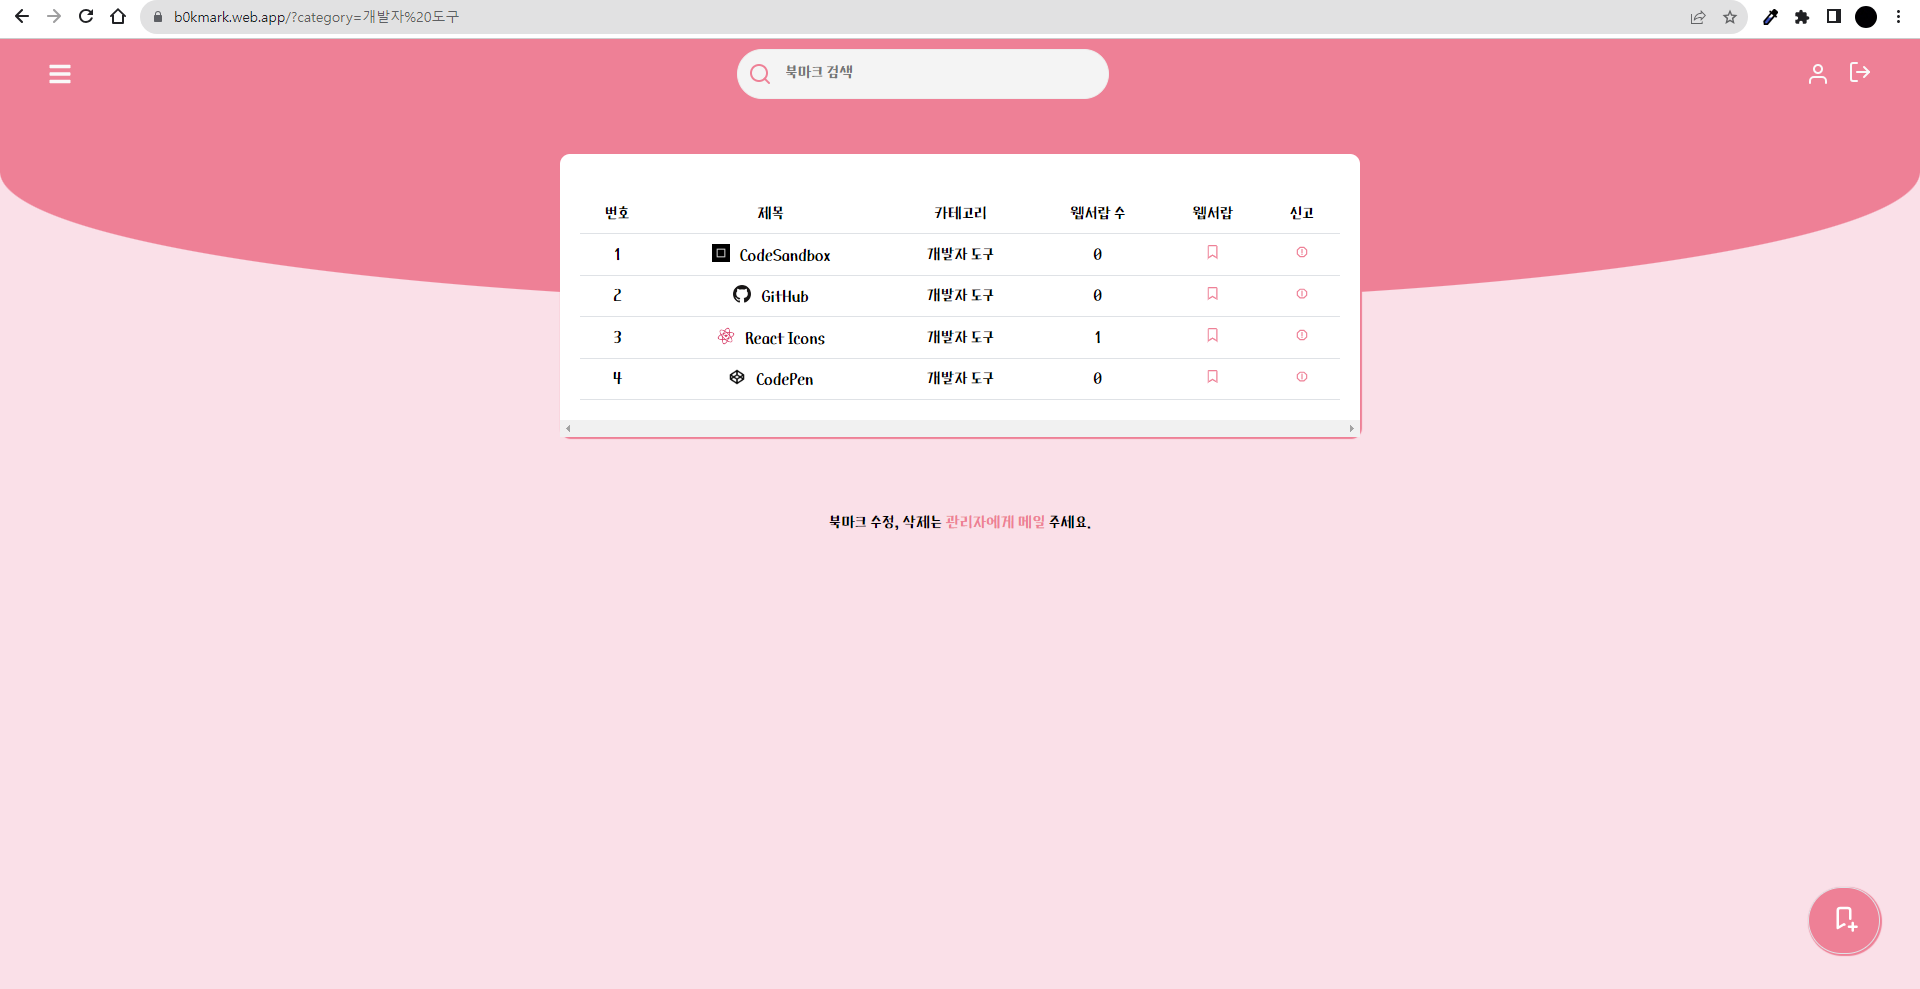 b0kmark.web.app/?category=개발자%20도구
북마크 검색
번호 제목 카테고리 웹서랍 수 웹서랍 신고
1 CodeSandbox 개발자 도구 0
2 GitHub 개발자 도구 0
3 React Icons 개발자 도구 1
4 CodePen 개발자 도구 0
북마크 수정, 삭제는 관리자에게 메일 주세요.